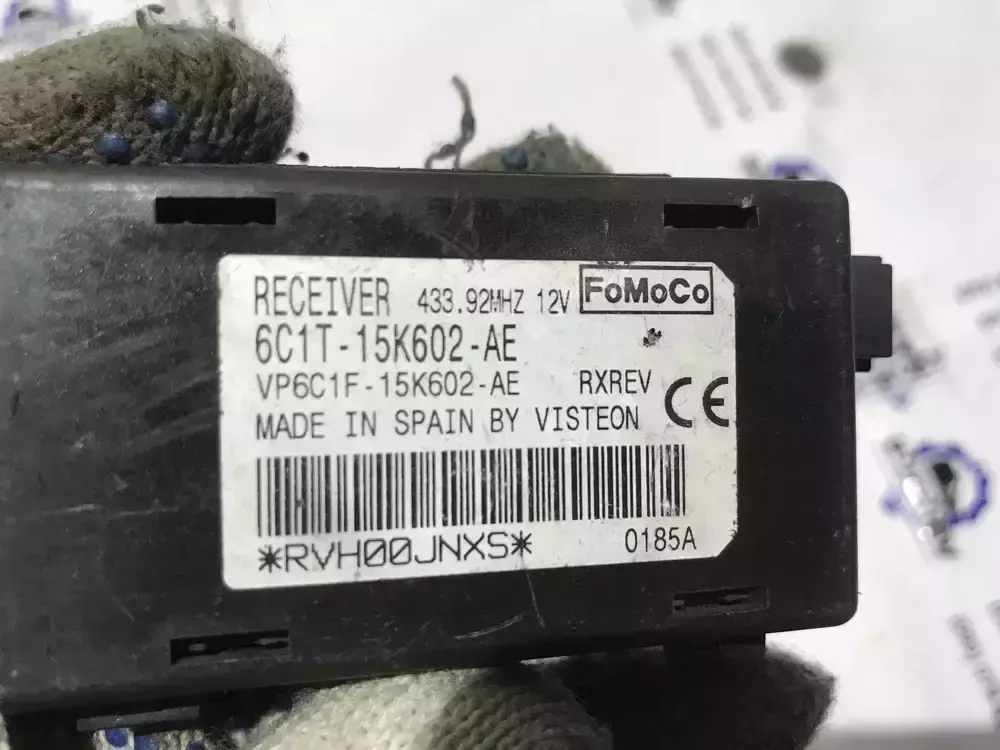 RECEIVER 433.92MHZ 12V FoMoCo
6C1T-15K602-AE
VP6C1F-15K602-AE RXREV CE
MADE IN SPAIN BY VISTEON
*RVH00JNXS* 0185A